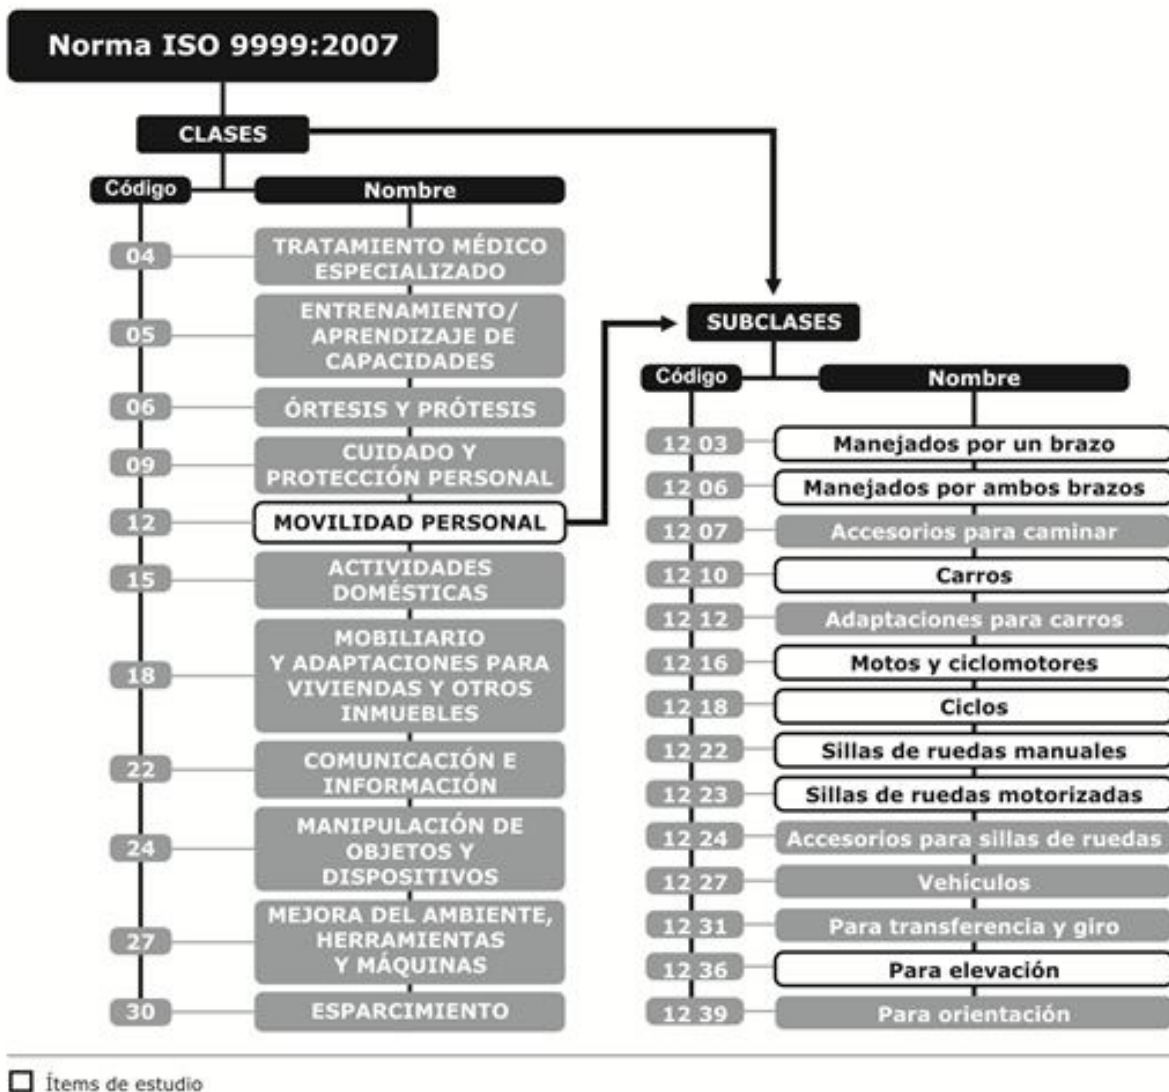 Norma ISO 9999:2007
CLASES
Código Nombre
04 TRATAMIENTO MÉDICO
ESPECIALIZADO
05 ENTRENAMIENTO/
APRENDIZAJE DE
CAPACIDADES
06 ÓRTESIS Y PRÓTESIS
09 CUIDADO Y
PROTECCIÓN PERSONAL
12 MOVILIDAD PERSONAL
15 ACTIVIDADES
DOMÉSTICAS
18 MOBILIARIO
Y ADAPTACIONES PARA
VIVIENDAS Y OTROS
INMUEBLES
22 COMUNICACIÓN E
INFORMACIÓN
24 MANIPULACIÓN DE
OBJETOS Y
DISPOSITIVOS
27 MEJORA DEL AMBIENTE,
HERRAMIENTAS
Y MÁQUINAS
30 ESPARCIMIENTO
SUBCLASES
Código Nombre
12 03 Manejados por un brazo
12 06 Manejados por ambos brazos
12 07 Accesorios para caminar
12 10 Carros
12 12 Adaptaciones para carros
12 16 Motos y ciclomotores
12 18 Ciclos
12 22 Sillas de ruedas manuales
12 23 Sillas de ruedas motorizadas
12 24 Accesorios para sillas de ruedas
12 27 Vehículos
12 31 Para transferencia y giro
12 36 Para elevación
12 39 Para orientación
Ítems de estudio